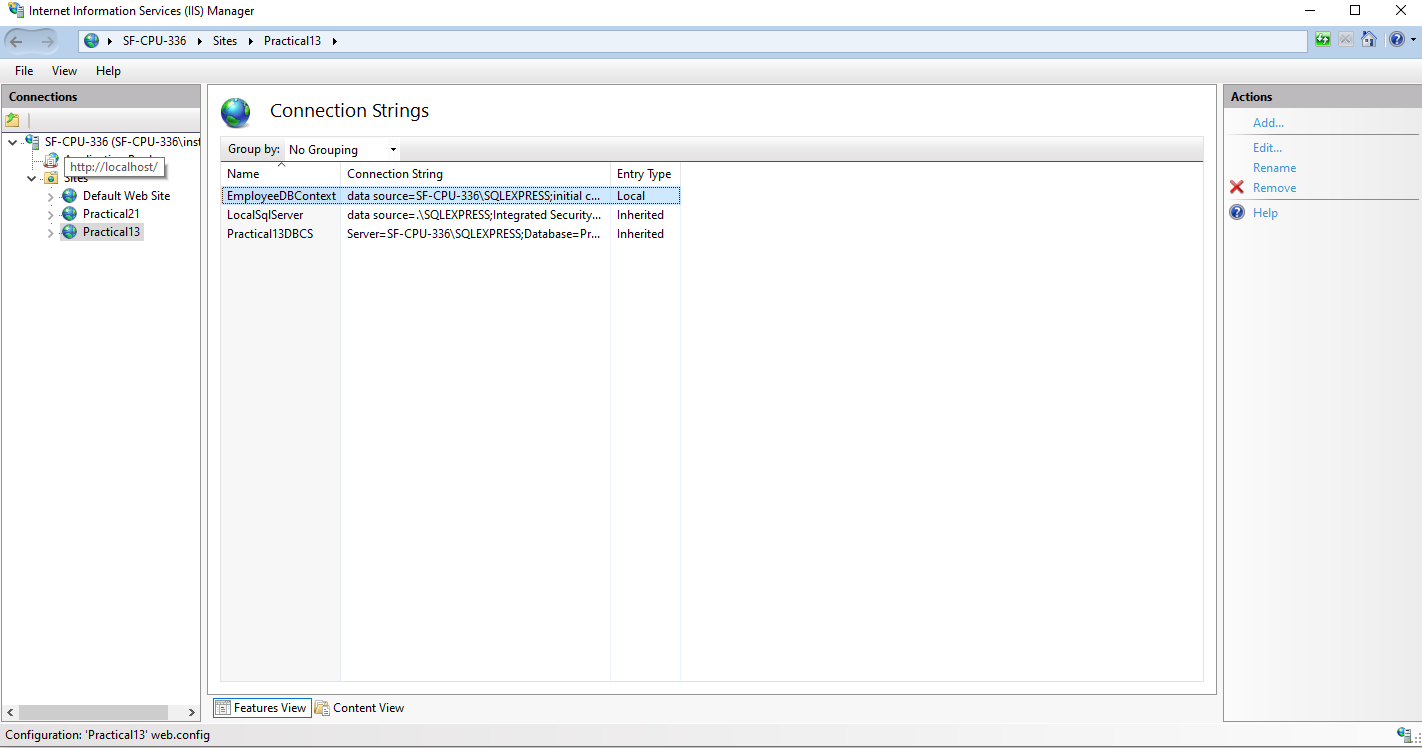 Internet Information Services (IIS) Manager
SF-CPU-336 Sites Practical13
File View Help
Connections
SF-CPU-336 (SF-CPU-336\inst
http://localhost/
Sites
Default Web Site
Practical21
Practical13
Connection Strings
Group by: No Grouping
Name Connection String Entry Type
EmployeeDBContext data source=SF-CPU-336\SQLEXPRESS;initial c... Local
LocalSqlServer data source=.\SQLEXPRESS;Integrated Security... Inherited
Practical13DBCS Server=SF-CPU-336\SQLEXPRESS;Database=Pr... Inherited
Features View Content View
Actions
Add...
Edit...
Rename
Remove
Help
Configuration: 'Practical13' web.config